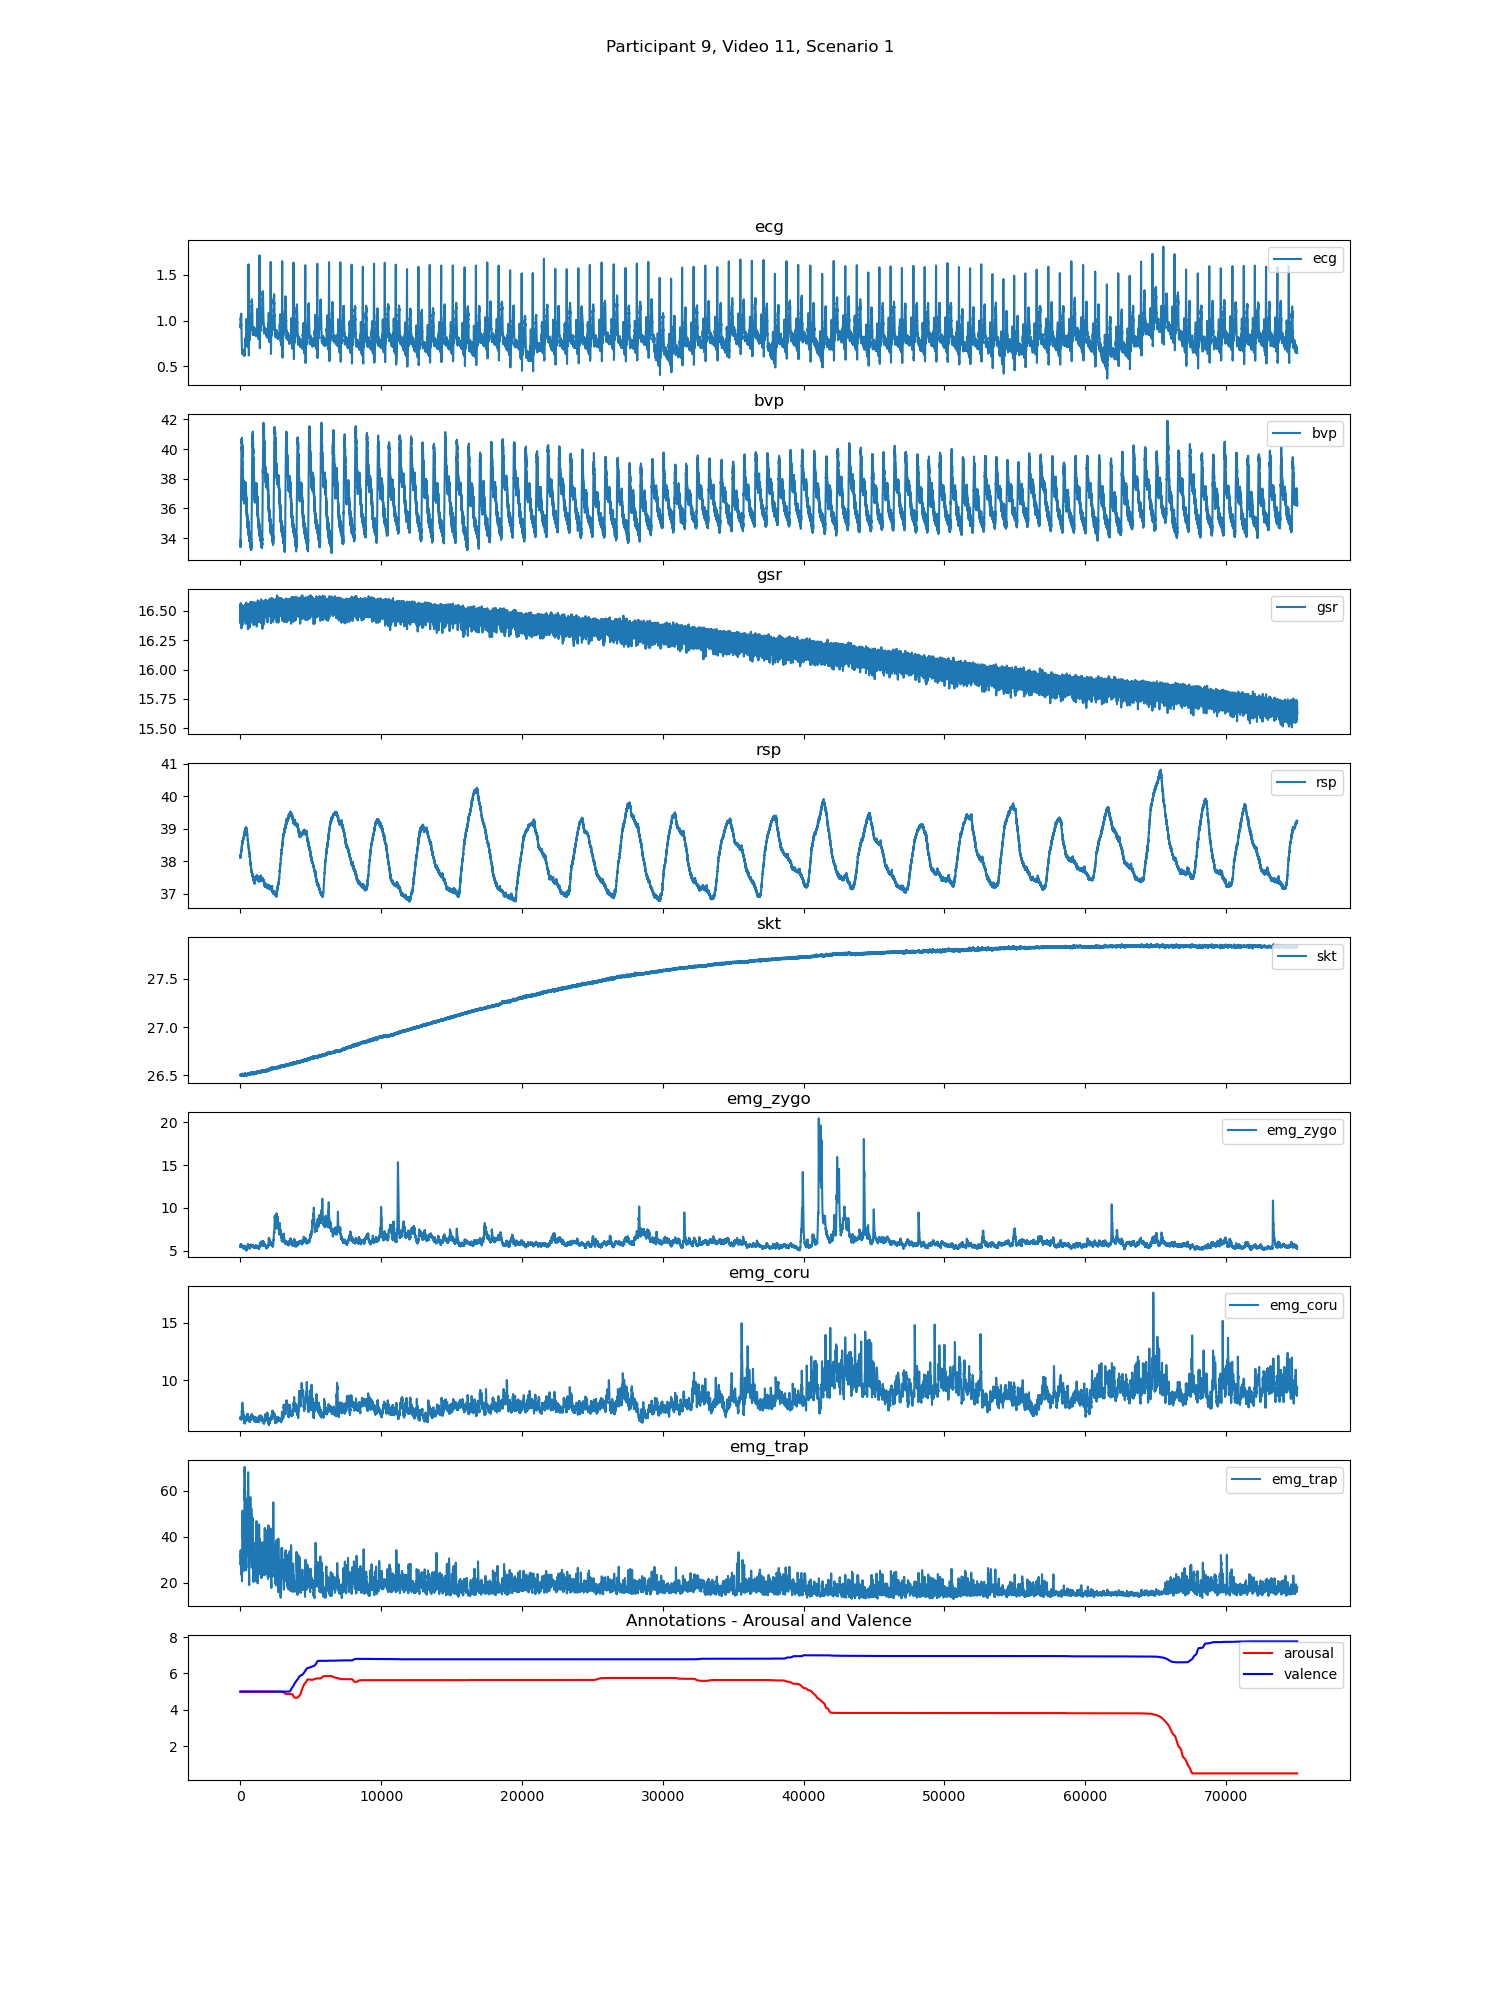 Participant 9, Video 11, Scenario 1
ecg
1.5
1.0
0.5
ecg
bvp
42
40
38
36
34
bvp
gsr
16.50
16.25
16.00
15.75
15.50
gsr
rsp
41
40
39
38
37
rsp
skt
27.5
27.0
26.5
skt
emg_zygo
20
15
10
5
emg_zygo
emg_coru
15
10
emg_coru
emg_trap
60
40
20
emg_trap
Annotations - Arousal and Valence
8
6
4
2
arousal
valence
0 10000 20000 30000 40000 50000 60000 70000